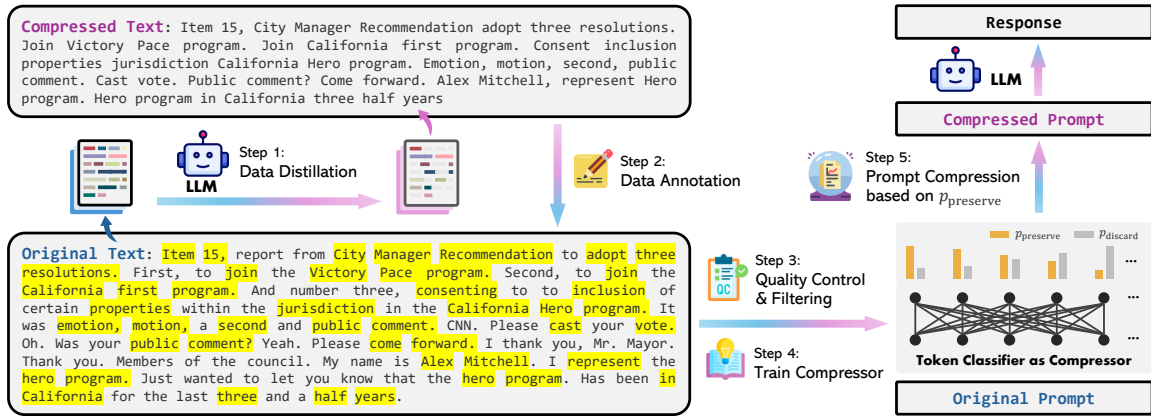 Compressed Text: Item 15, City Manager Recommendation adopt three resolutions.
Join Victory Pace program. Join California first program. Consent inclusion
properties jurisdiction California Hero program. Emotion, motion, second, public
comment. Cast vote. Public comment? Come forward. Alex Mitchell, represent Hero
program. Hero program in California three half years
LLM
Step 1:
Data Distillation
Step 2:
Data Annotation
Original Text: Item 15, report from City Manager Recommendation to adopt three
resolutions. First, to join the Victory Pace program. Second, to join the
California first program. And number three, consenting to to inclusion of
certain properties within the jurisdiction in the California Hero program. It
was emotion, motion, a second and public comment. CNN. Please cast your vote.
Oh. Was your public comment? Yeah. Please come forward. I thank you, Mr. Mayor.
Thank you. Members of the council. My name is Alex Mitchell. I represent the
hero program. Just wanted to let you know that the hero program. Has been in
California for the last three and a half years.
QC
Step 3:
Quality Control
& Filtering
Step 4:
Train Compressor
Response
LLM
Compressed Prompt
Step 5:
Prompt Compression
based on p_preserve
p_preserve p_discard
...
...
...
Token Classifier as Compressor
Original Prompt